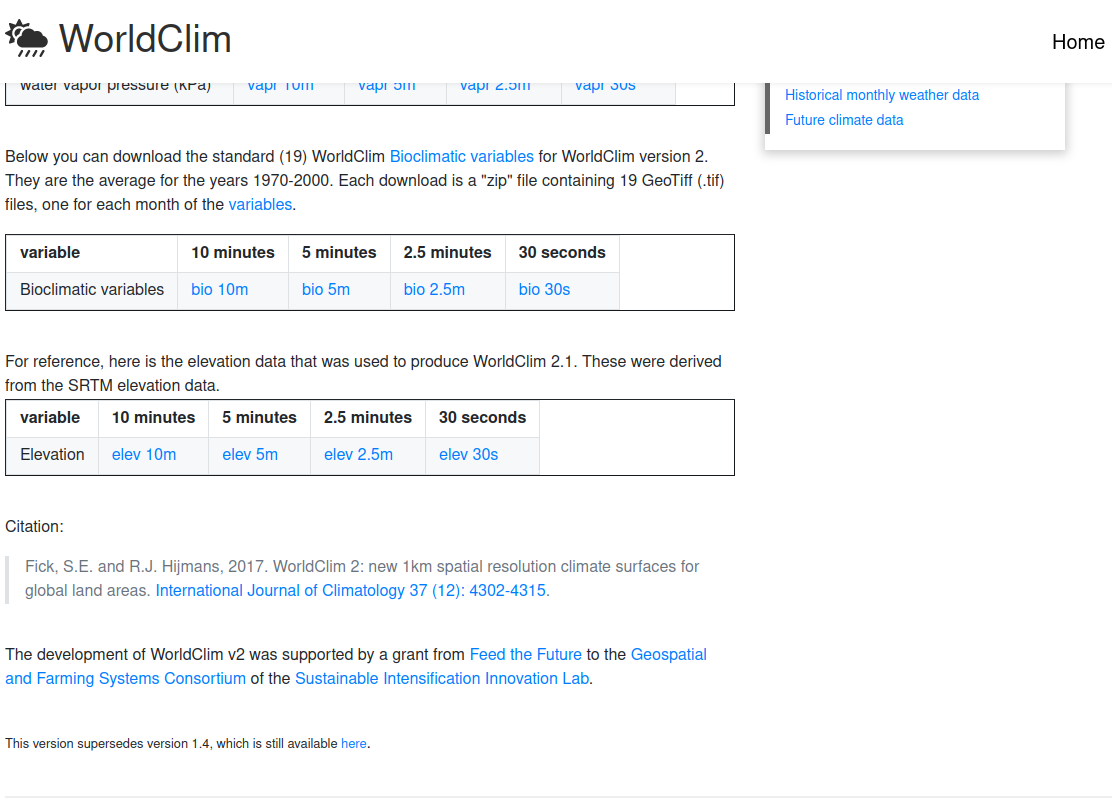 WorldClim
Home
water vapor pressure (kPa) vapr 10m vapr 5m vapr 2.5m vapr 30s
Historical monthly weather data
Future climate data
Below you can download the standard (19) WorldClim Bioclimatic variables for WorldClim version 2.
They are the average for the years 1970-2000. Each download is a "zip" file containing 19 GeoTiff (.tif)
files, one for each month of the variables.
variable 10 minutes 5 minutes 2.5 minutes 30 seconds
Bioclimatic variables bio 10m bio 5m bio 2.5m bio 30s
For reference, here is the elevation data that was used to produce WorldClim 2.1. These were derived
from the SRTM elevation data.
variable 10 minutes 5 minutes 2.5 minutes 30 seconds
Elevation elev 10m elev 5m elev 2.5m elev 30s
Citation:
Fick, S.E. and R.J. Hijmans, 2017. WorldClim 2: new 1km spatial resolution climate surfaces for
global land areas. International Journal of Climatology 37 (12): 4302-4315.
The development of WorldClim v2 was supported by a grant from Feed the Future to the Geospatial
and Farming Systems Consortium of the Sustainable Intensification Innovation Lab.
This version supersedes version 1.4, which is still available here.